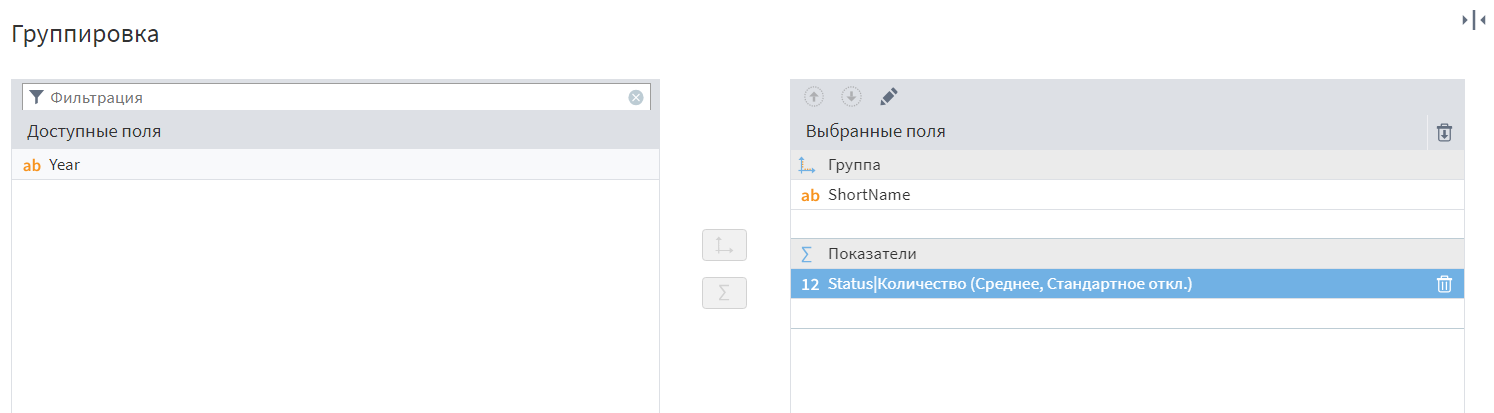 Группировка
Фильтрация
Доступные поля
ab Year
Выбранные поля
Группа
ab ShortName
∑ Показатели
12 Status|Количество (Среднее, Стандартное откл.)
∑